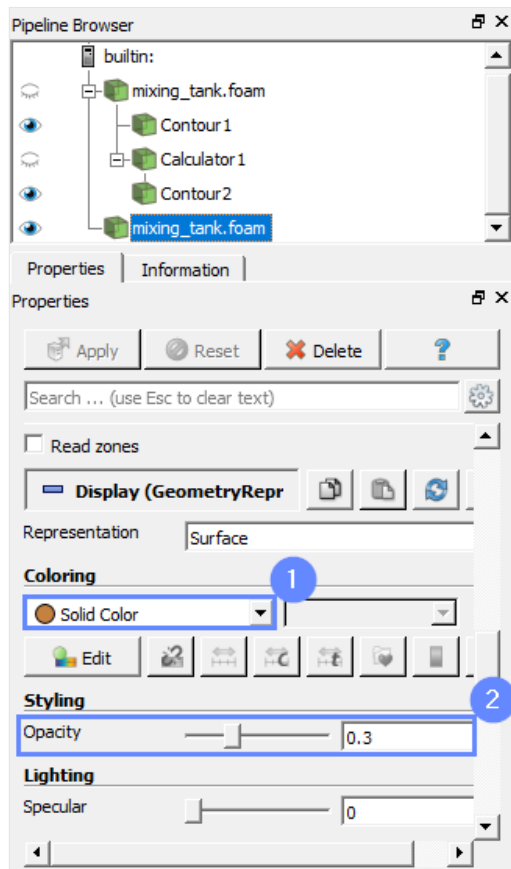 Pipeline Browser
builtin:
mixing_tank.foam
Contour1
Calculator1
Contour2
mixing_tank.foam
Properties Information
Properties
Apply Reset Delete ?
Search ... (use Esc to clear text)
Read zones
Display (GeometryRepr
Representation Surface
Coloring
1
Solid Color
Edit
Styling
2
Opacity 0.3
Lighting
Specular 0